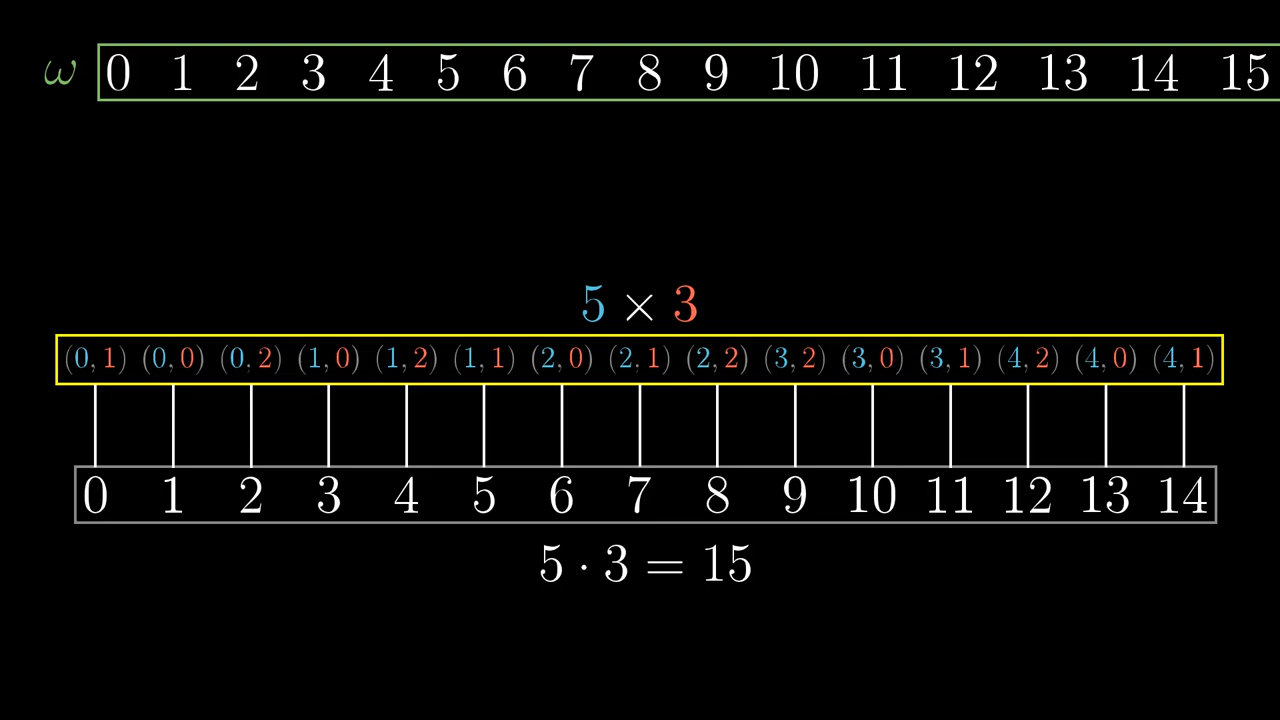 ω 0 1 2 3 4 5 6 7 8 9 10 11 12 13 14 15
5 × 3
(0, 1) (0, 0) (0. 2) (1, 0) (1, 2) (1, 1) (2, 0) (2. 1) (2, 2) (3, 2) (3, 0) (3, 1) (4, 2) (4, 0) (4, 1)
0 1 2 3 4 5 6 7 8 9 10 11 12 13 14
5 · 3 = 15